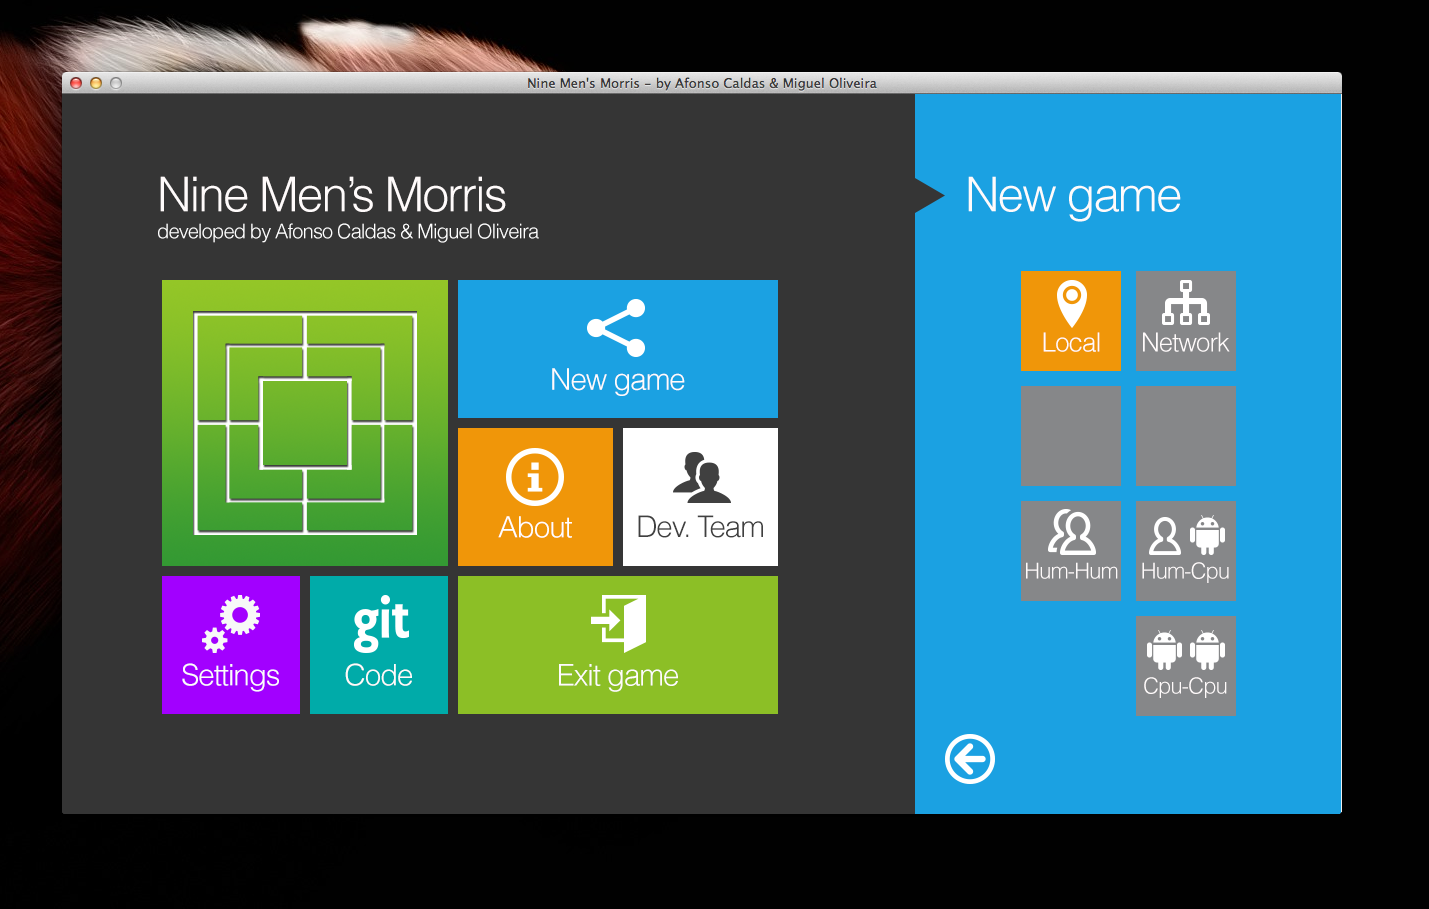 Nine Men's Morris – by Afonso Caldas & Miguel Oliveira
Nine Men's Morris
developed by Afonso Caldas & Miguel Oliveira
New game
About
Dev. Team
Settings
git
Code
Exit game
New game
Local
Network
Hum-Hum
Hum-Cpu
Cpu-Cpu